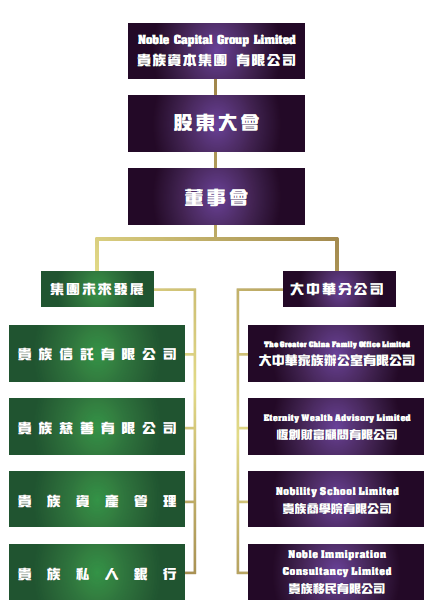 Noble Capital Group Limited
貴族資本集團 有限公司
股東大會
董事會
集團未來發展
貴族信託有限公司
貴族慈善有限公司
貴族資產管理
貴族私人銀行
大中華分公司
The Greater China Family Office Limited
大中華家族辦公室有限公司
Eternity Wealth Advisory Limited
恆創財富顧問有限公司
Nobility School Limited
貴族商學院有限公司
Noble Immipration
Consultancy Limited
貴族移民有限公司